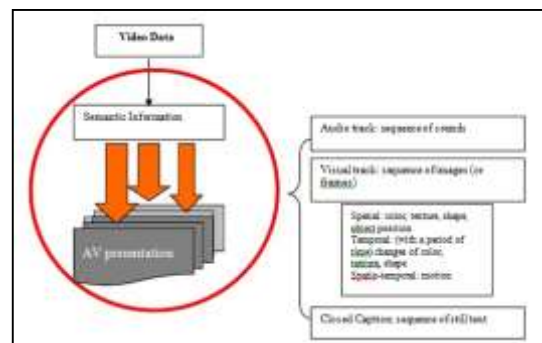 Video Data
Semantic Information
AV presentation
Audio track: sequence of sounds
Visual track: sequence of images (or
frames)
Spatial: color, texture, shape,
object position
Temporal: (with a period of
time) changes of color,
texture, shape
Spatio-temporal: motion
Closed Caption: sequence of still text